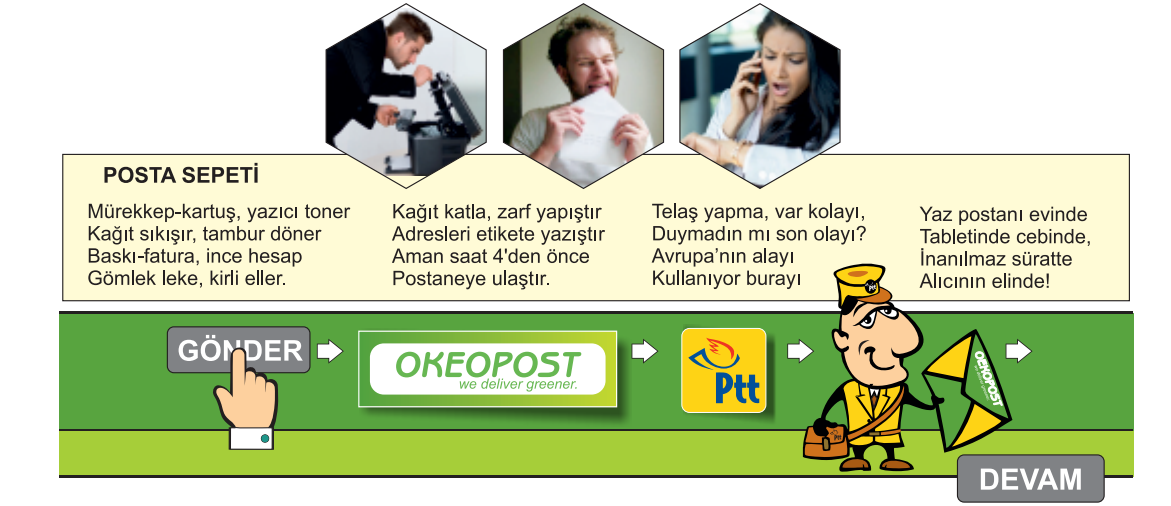 POSTA SEPETİ
Mürekkep-kartuş, yazıcı toner
Kağıt sıkışır, tambur döner
Baskı-fatura, ince hesap
Gömlek leke, kirli eller.
Kağıt katla, zarf yapıştır
Adresleri etikete yazıştır
Aman saat 4'den önce
Postaneye ulaştır.
Telaş yapma, var kolayı,
Duymadın mı son olayı?
Avrupa’nın alayı
Kullanıyor burayı
Yaz postanı evinde
Tabletinde cebinde,
İnanılmaz süratte
Alıcının elinde!
GÖNDER
OKEOPOST
we deliver greener.
Ptt
Ptt
Ptt
OEKOPOST
DEVAM